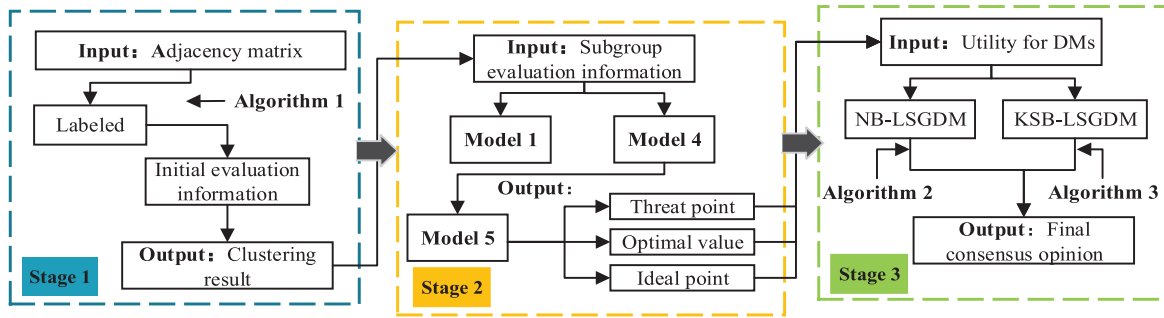 Input：Adjacency matrix
Algorithm 1
Labeled
Initial evaluation
information
Output：Clustering
result
Stage 1
Input：Subgroup
evaluation information
Model 1
Model 4
Output：
Model 5
Threat point
Optimal value
Ideal point
Stage 2
Input：Utility for DMs
NB-LSGDM
KSB-LSGDM
Algorithm 2
Algorithm 3
Output：Final
consensus opinion
Stage 3